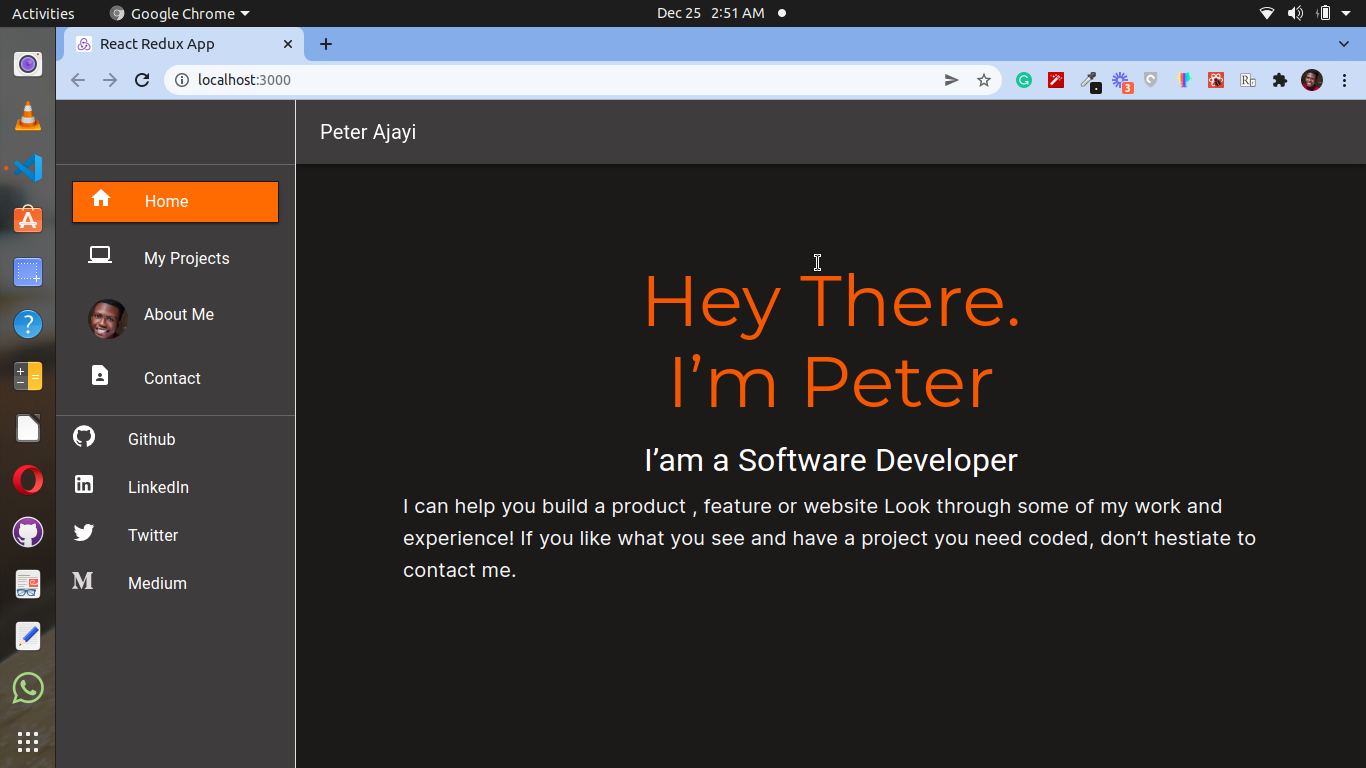 Activities
Google Chrome
Dec 25 2:51 AM
React Redux App
localhost:3000
3
Peter Ajayi
Home
My Projects
About Me
Contact
Github
LinkedIn
Twitter
Medium
Hey There.
I’m Peter
I’am a Software Developer
I can help you build a product , feature or website Look through some of my work and
experience! If you like what you see and have a project you need coded, don’t hestiate to
contact me.